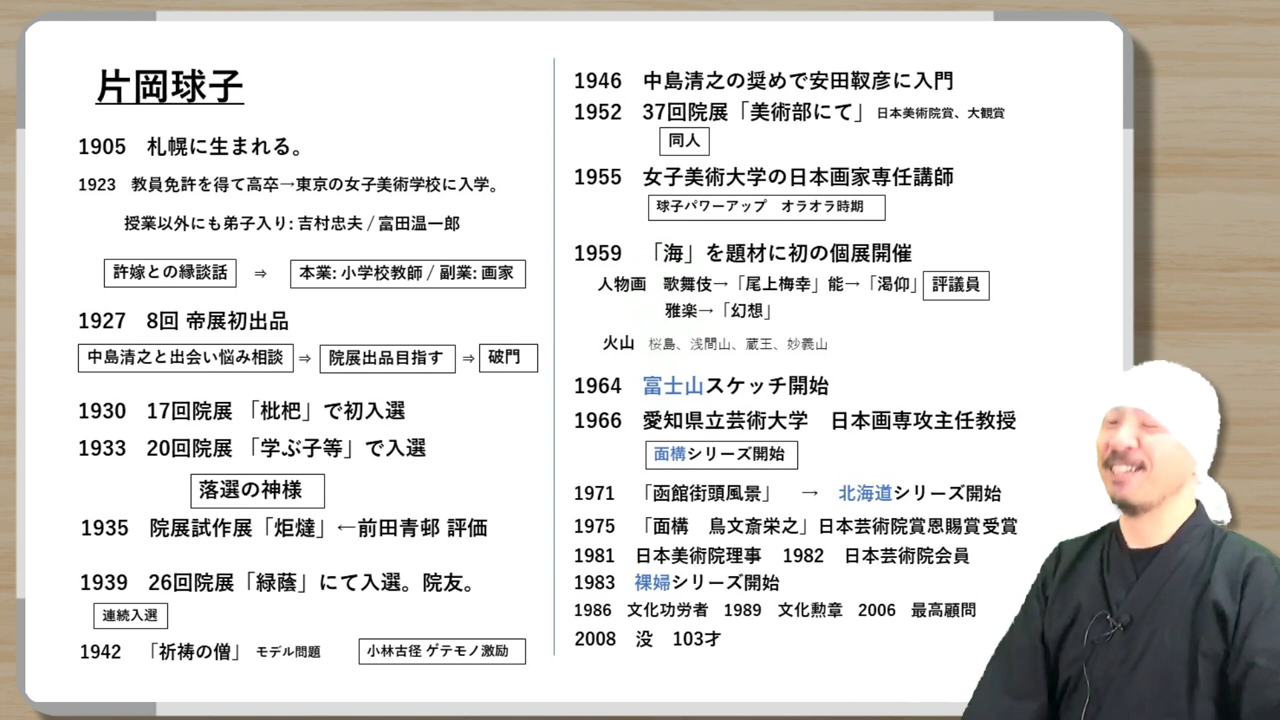 片岡球子
1905 札幌に生まれる。
1923 教員免許を得て高卒→東京の女子美術学校に入学。
授業以外にも弟子入り: 吉村忠夫 / 富田温一郎
許嫁との縁談話 ⇒ 本業: 小学校教師 / 副業: 画家
1927 8回 帝展初出品
中島清之と出会い悩み相談 ⇒ 院展出品目指す ⇒ 破門
1930 17回院展 「枇杷」で初入選
1933 20回院展 「学ぶ子等」で入選
落選の神様
1935 院展試作展「炬燵」←前田青邨 評価
1939 26回院展「緑蔭」にて入選。院友。
連続入選
1942 「祈祷の僧」 モデル問題 小林古径 ゲテモノ激励
1946 中島清之の奨めで安田靫彦に入門
1952 37回院展「美術部にて」 日本美術院賞、大観賞
同人
1955 女子美術大学の日本画家専任講師
球子パワーアップ オラオラ時期
1959 「海」を題材に初の個展開催
人物画 歌舞伎→「尾上梅幸」能→「渇仰」 評議員
雅楽→「幻想」
火山 桜島、浅間山、蔵王、妙義山
1964 富士山スケッチ開始
1966 愛知県立芸術大学 日本画専攻主任教授
面構シリーズ開始
1971 「函館街頭風景」 → 北海道シリーズ開始
1975 「面構 鳥文斎栄之」日本芸術院賞恩賜賞受賞
1981 日本美術院理事 1982 日本芸術院会員
1983 裸婦シリーズ開始
1986 文化功労者 1989 文化勲章 2006 最高顧問
2008 没 103才